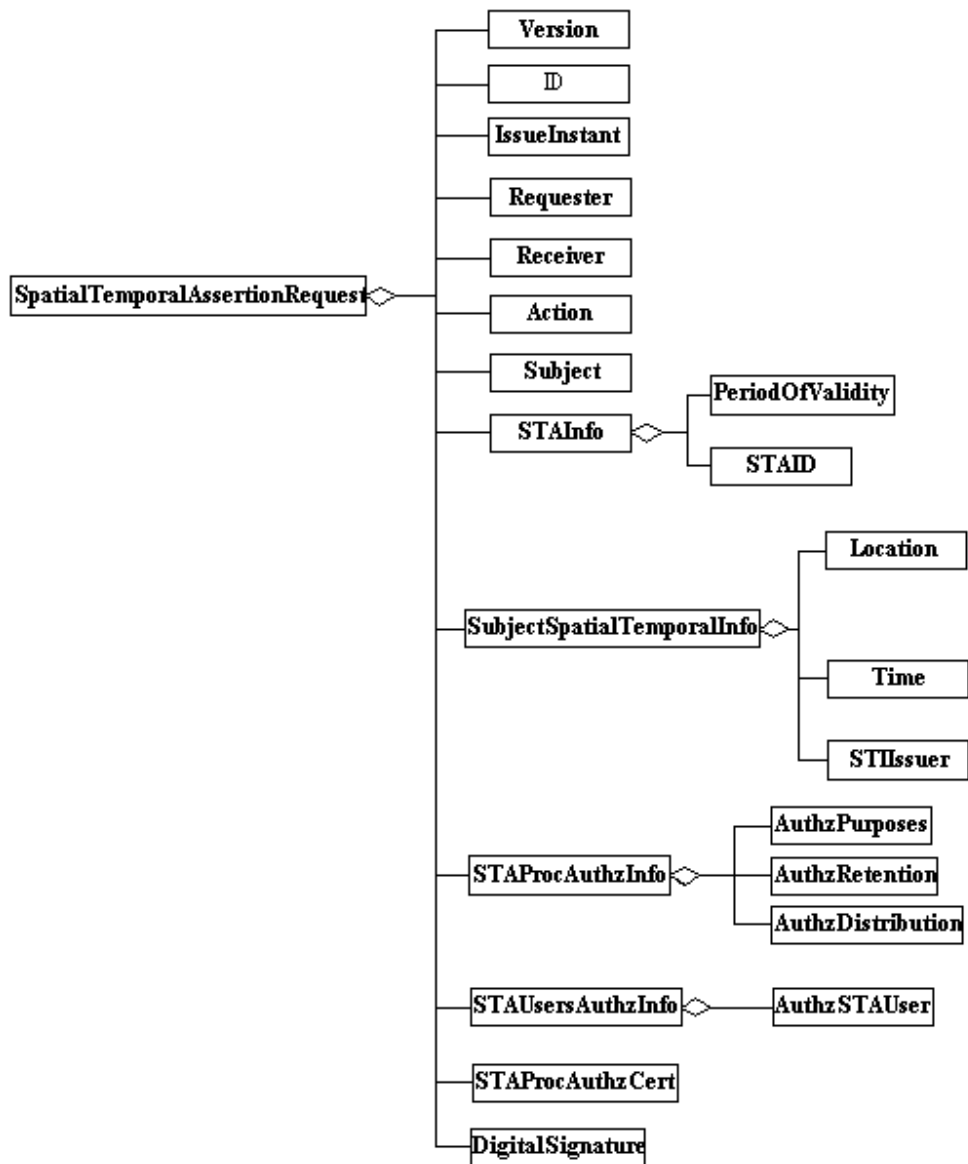 Version
ID
IssueInstant
Requester
Receiver
SpatialTemporalAssertionRequest
Action
Subject
PeriodOfValidity
STAInfo
STAID
Location
SubjectSpatialTemporalInfo
Time
STIIssuer
AuthzPurposes
STAProcAuthzInfo
AuthzRetention
AuthzDistribution
STAUsersAuthzInfo
AuthzSTAUser
STAProcAuthzCert
DigitalSignature